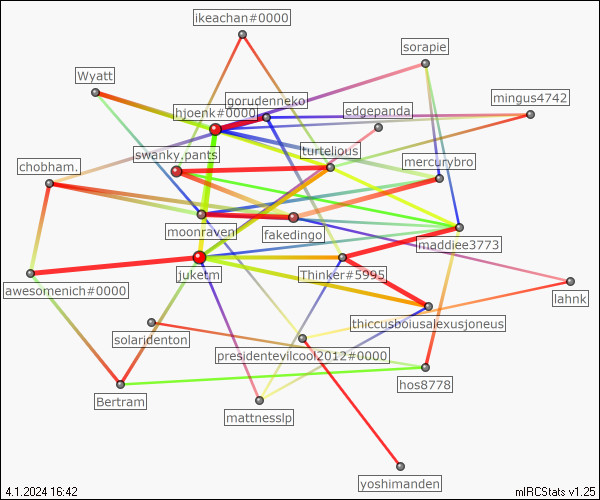 ikeachan#0000
sorapie
Wyatt
gorudenneko
mingus4742
hjoenk#0000
edgepanda
swanky.pants
turtelious
mercurybro
chobham.
moonraven
fakedingo
maddiee3773
juketm
Thinker#5995
awesomenich#0000
lahnk
thiccusboiusalexusjoneus
solaridenton
presidentevilcool2012#0000
hos8778
Bertram
mattnesslp
yoshimanden
4.1.2024 16:42
mIRCStats v1.25